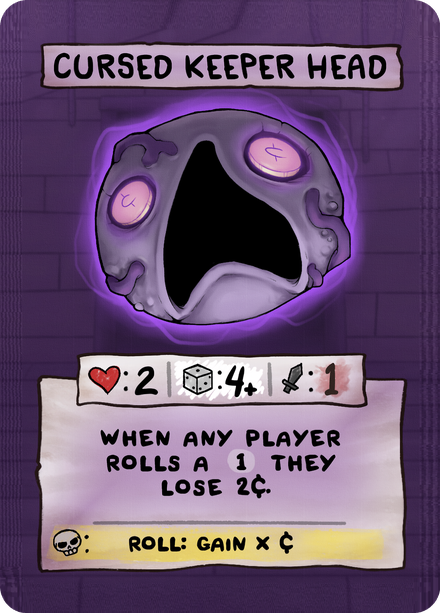 CURSED KEEPER HEAD
:2 :4+ :1
WHEN ANY PLAYER
ROLLS A 1 THEY
LOSE 2¢.
: ROLL: GAIN X ¢